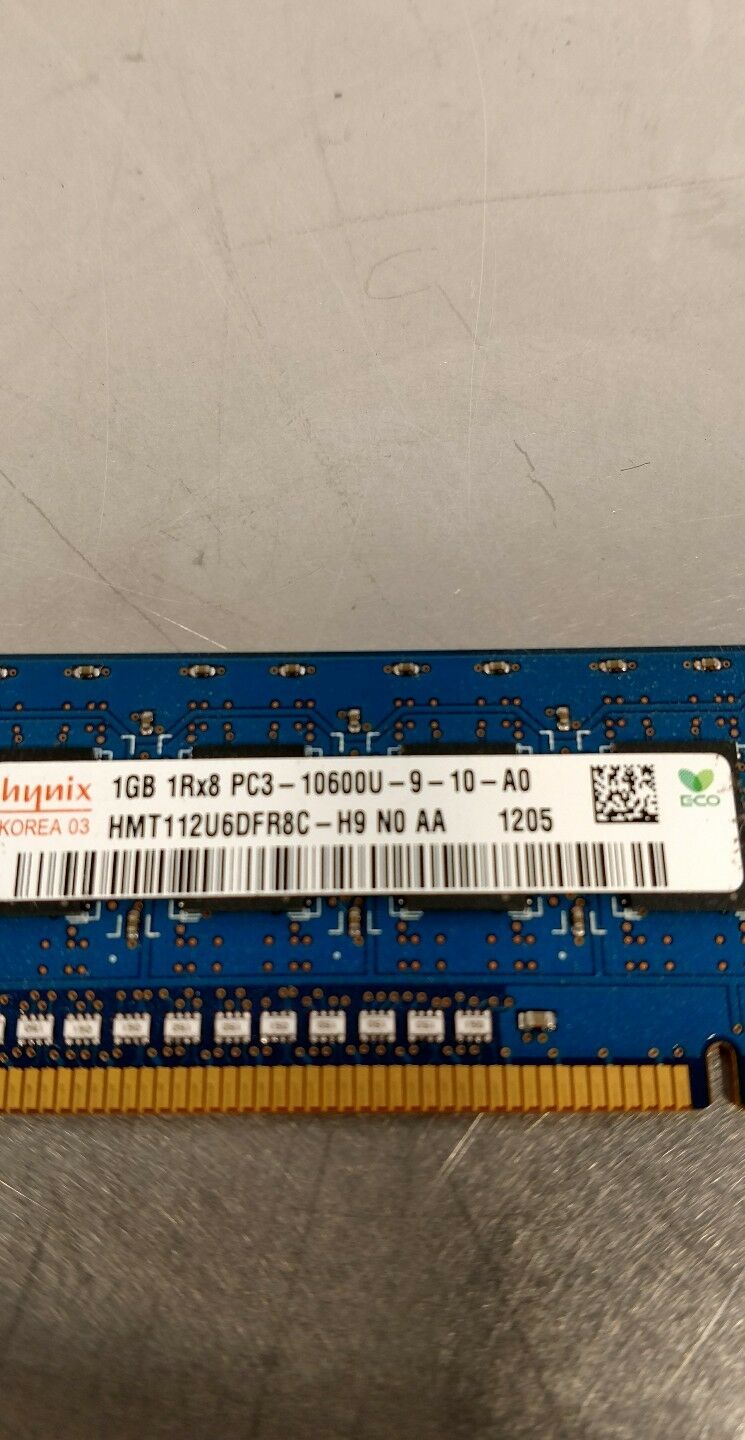 hynix 1GB 1Rx8 PC3-10600U-9-10-A0
KOREA 03 HMT112U6DFR8C-H9 N0 AA 1205
ECO